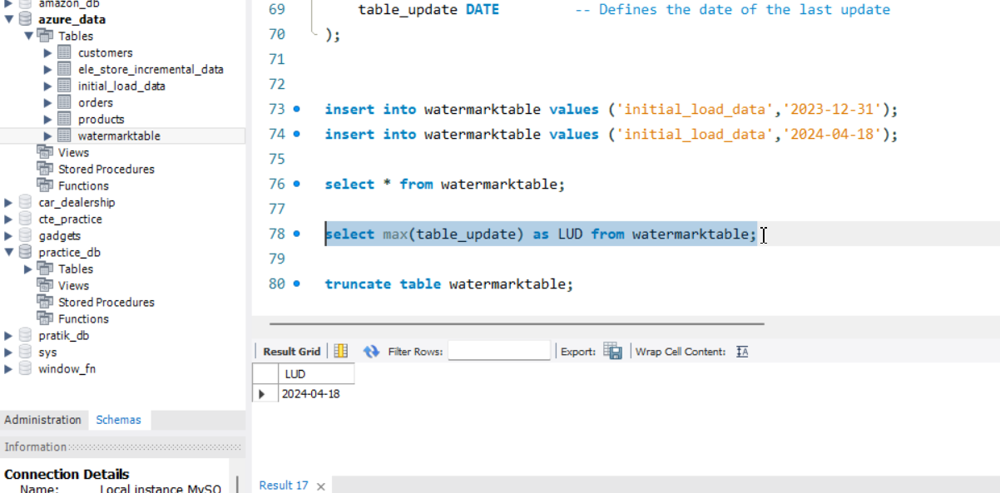 amazon_db
azure_data
Tables
customers
ele_store_incremental_data
initial_load_data
orders
products
watermarktable
Views
Stored Procedures
Functions
car_dealership
cte_practice
gadgets
practice_db
Tables
Views
Stored Procedures
Functions
pratik_db
sys
window_fn
Administration Schemas
Information
Connection Details
Name: Local instance MySQ
69 table_update DATE -- Defines the date of the last update
70 );
71
72
73 insert into watermarktable values ('initial_load_data','2023-12-31');
74 insert into watermarktable values ('initial_load_data','2024-04-18');
75
76 select * from watermarktable;
77
78 select max(table_update) as LUD from watermarktable;
79
80 truncate table watermarktable;
Result Grid Filter Rows: Export: Wrap Cell Content: IA
LUD
2024-04-18
Result 17 ×